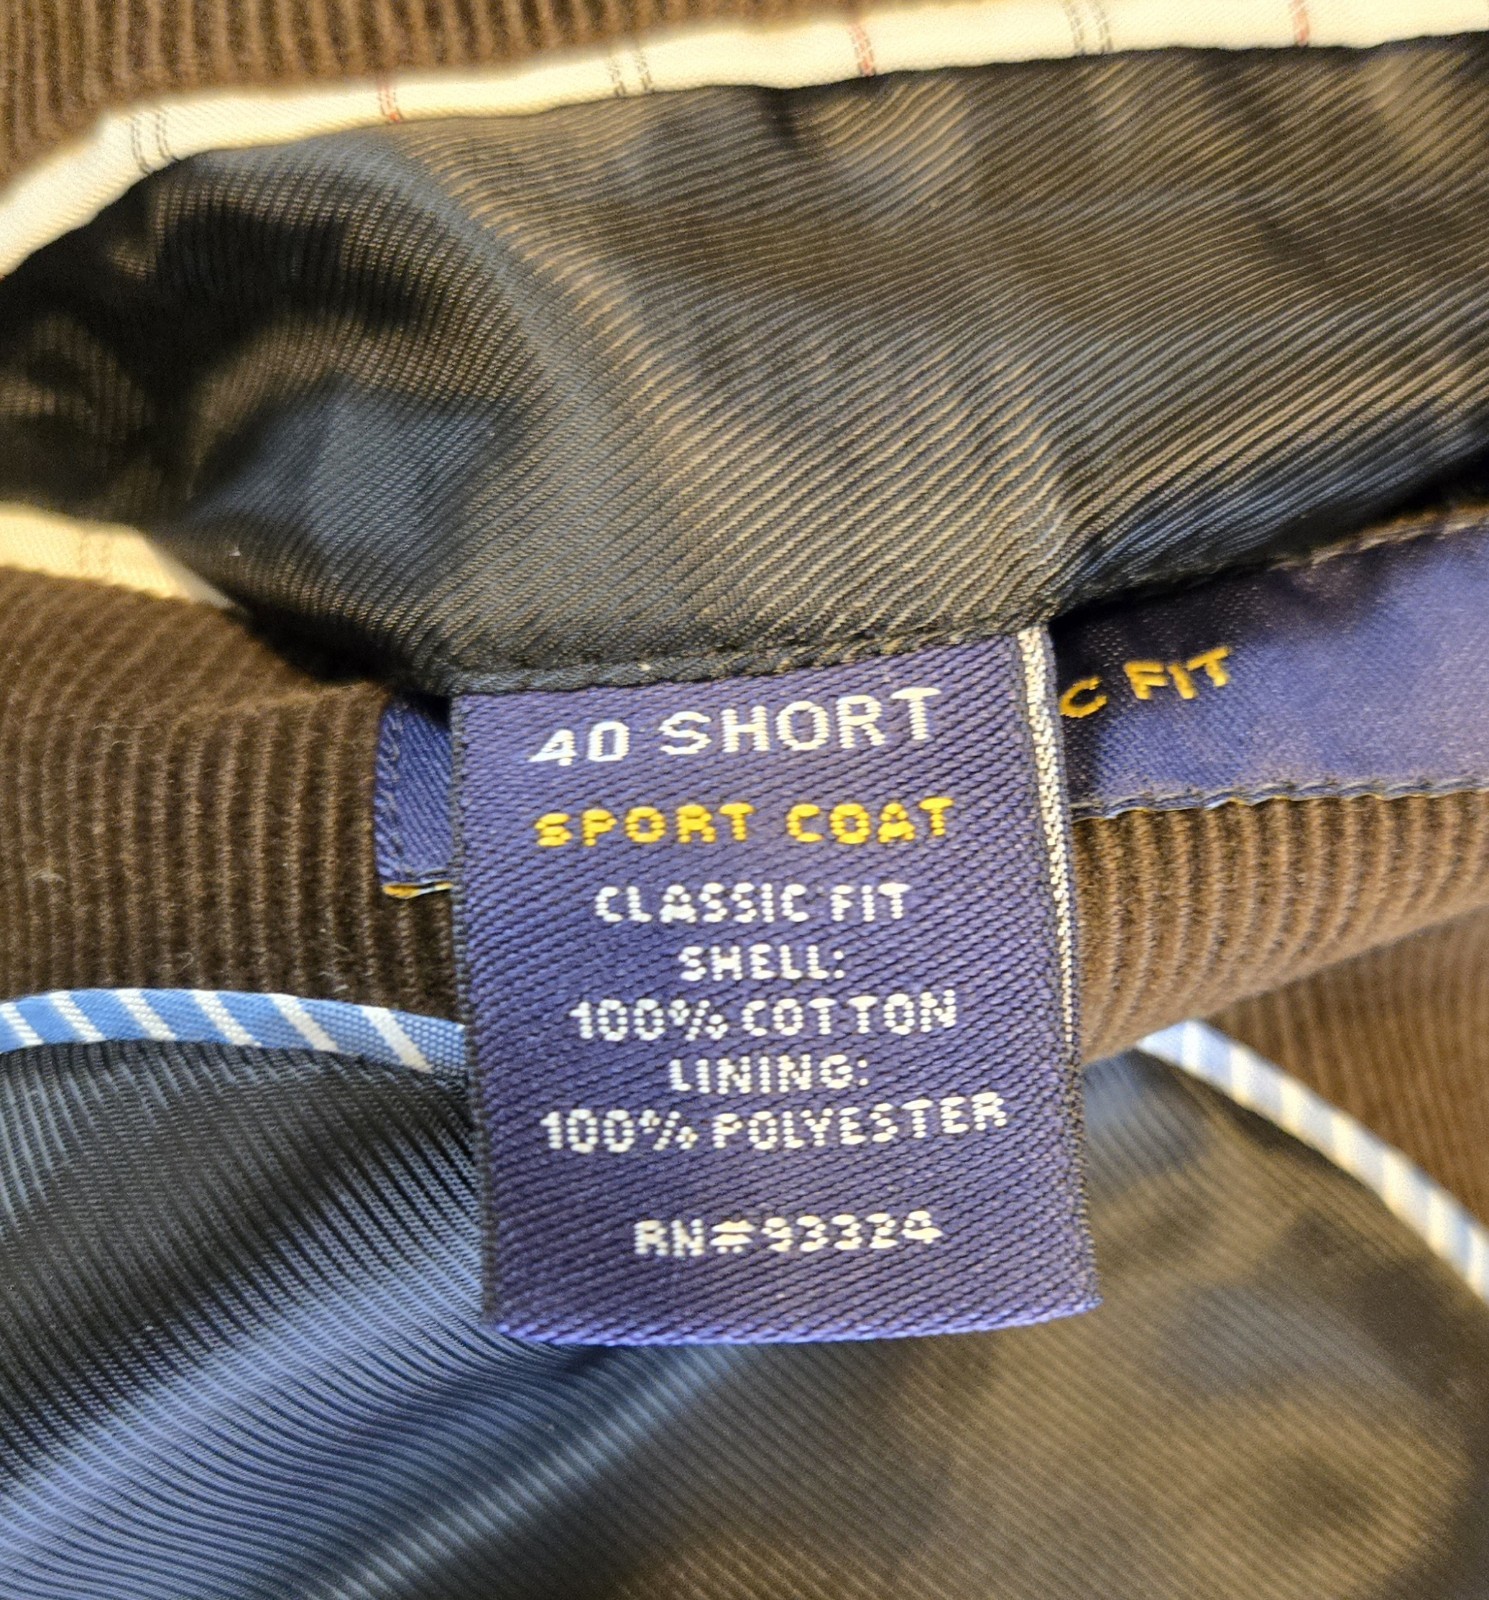 40 SHORT
C FIT
SPORT COAT
CLASSIC FIT
SHELL:
100% COTTON
LINING:
100% POLYESTER
RN#93324